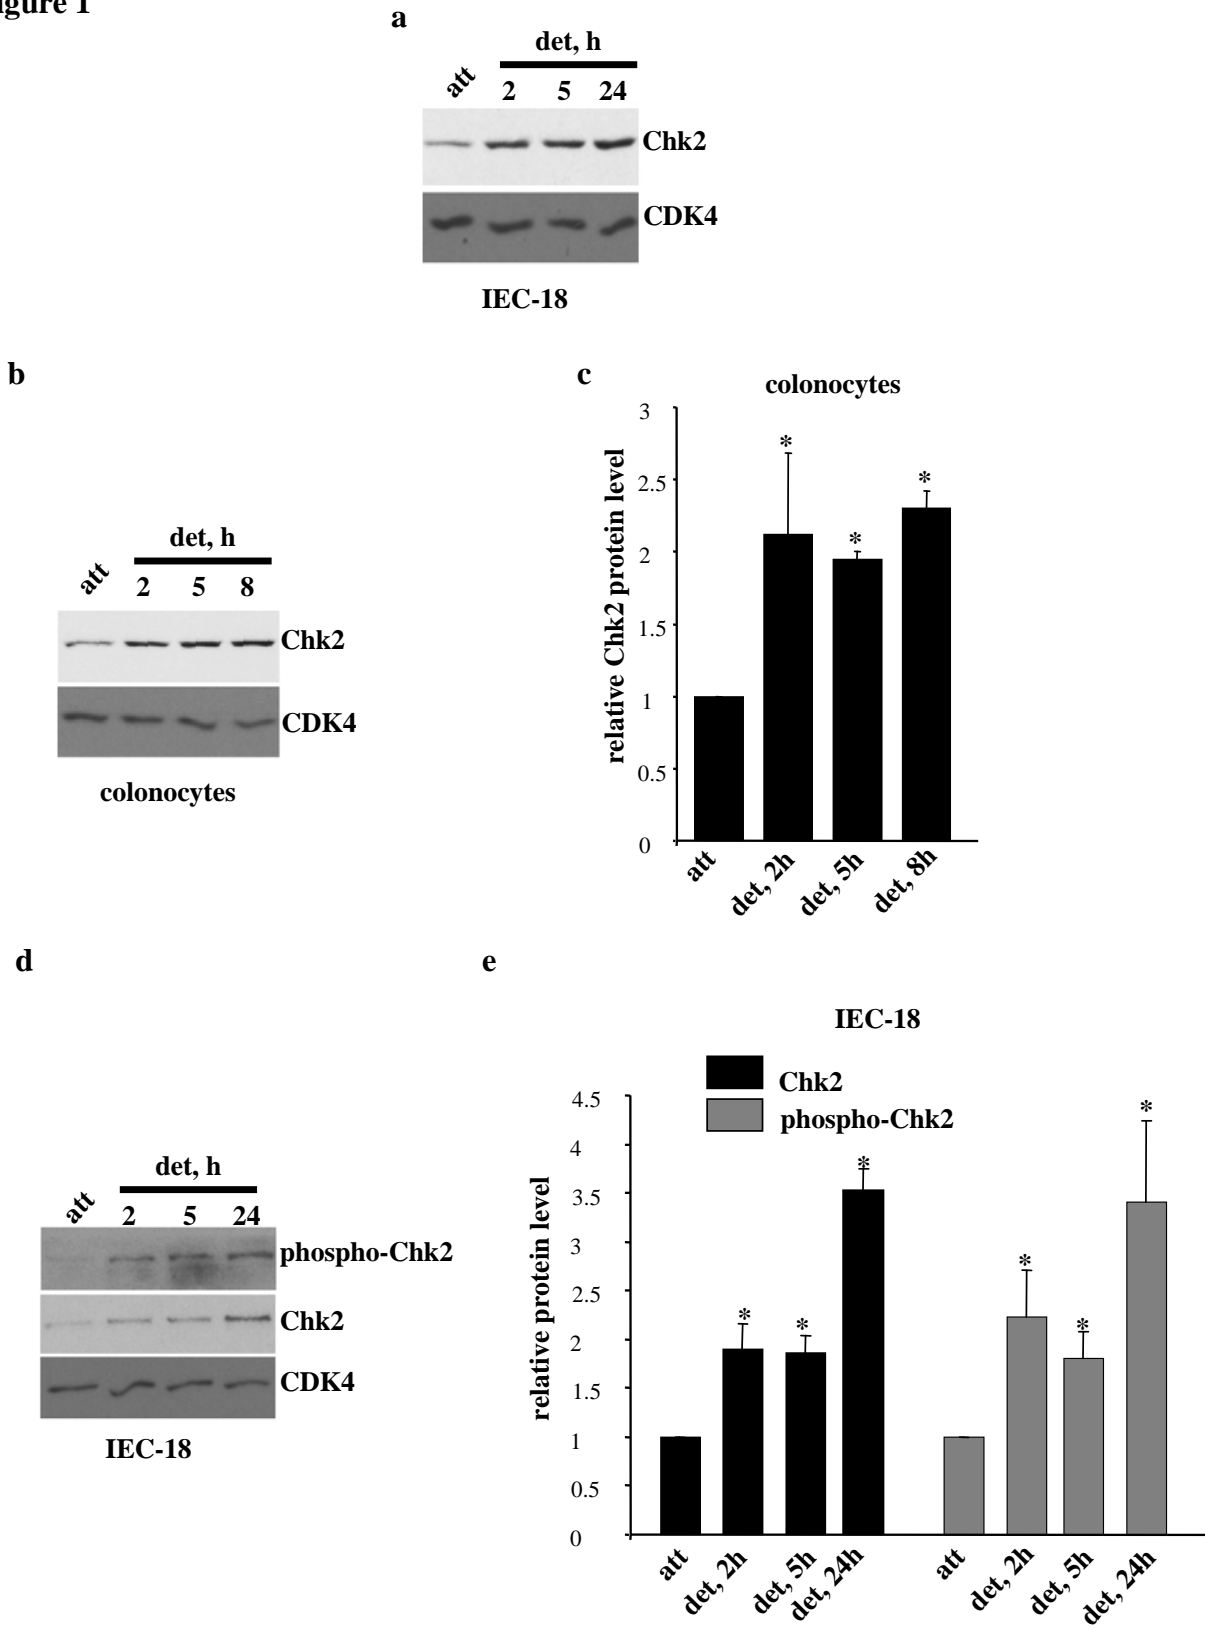 Figure 1
a
det, h
att 2 5 24
Chk2
CDK4
IEC-18
b
det, h
att 2 5 8
Chk2
CDK4
colonocytes
c
colonocytes
relative Chk2 protein level
3
2.5
2
1.5
1
0.5
0
att
det, 2h
det, 5h
det, 8h
*
*
*
d
det, h
att 2 5 24
phospho-Chk2
Chk2
CDK4
IEC-18
e
IEC-18
Chk2
phospho-Chk2
relative protein level
4.5
4
3.5
3
2.5
2
1.5
1
0.5
0
*
*
*
*
*
*
att
det, 2h
det, 5h
det, 24h
att
det, 2h
det, 5h
det, 24h